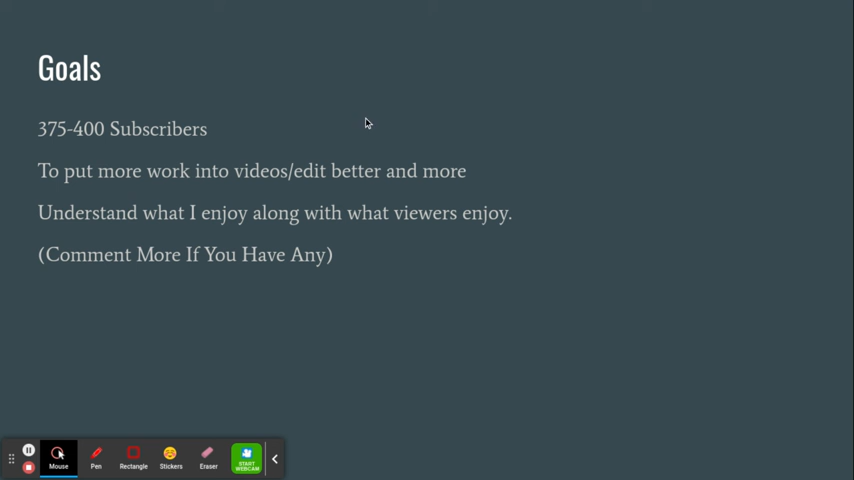 Goals
375-400 Subscribers
To put more work into videos/edit better and more
Understand what I enjoy along with what viewers enjoy.
(Comment More If You Have Any)
Mouse
Pen
Rectangle
Stickers
Eraser
START
WEBCAM